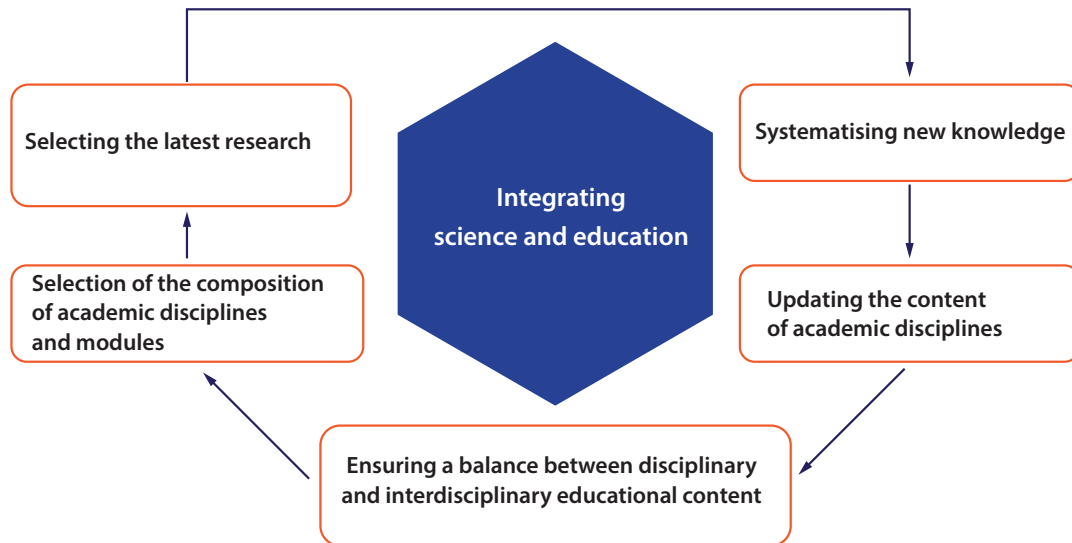 Selecting the latest research
Systematising new knowledge
Integrating
science and education
Selection of the composition
of academic disciplines
and modules
Updating the content
of academic disciplines
Ensuring a balance between disciplinary
and interdisciplinary educational content